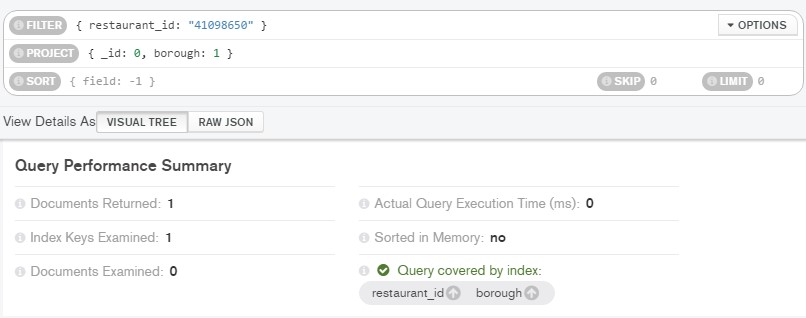 FILTER { restaurant_id: "41098650" } OPTIONS
PROJECT { _id: 0, borough: 1 }
SORT { field: -1 } SKIP 0 LIMIT 0
View Details As VISUAL TREE RAW JSON
Query Performance Summary
Documents Returned: 1 Actual Query Execution Time (ms): 0
Index Keys Examined: 1 Sorted in Memory: no
Documents Examined: 0 Query covered by index:
restaurant_id borough